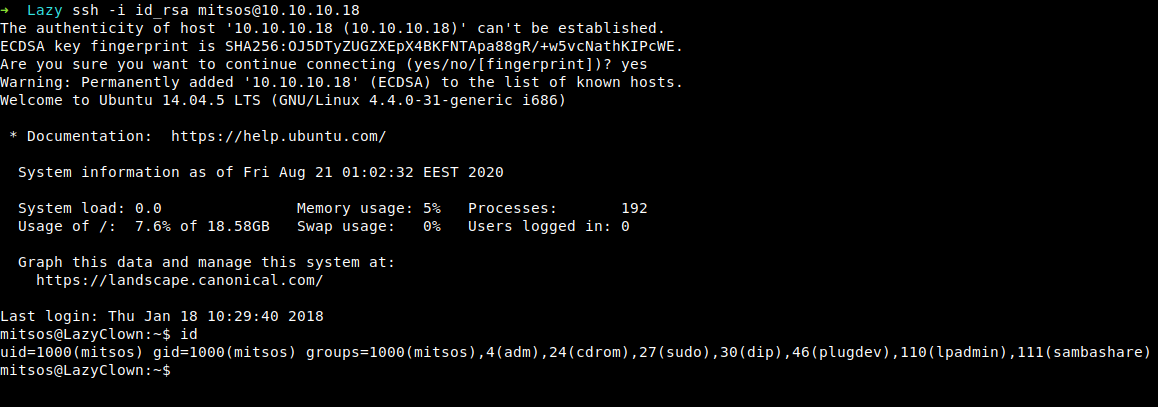 ➜  Lazy ssh -i id_rsa mitsos@10.10.10.18
The authenticity of host '10.10.10.18 (10.10.10.18)' can't be established.
ECDSA key fingerprint is SHA256:OJ5DTyZUGZXEpX4BKFNTApa88gR/+w5vcNathKIPcWE.
Are you sure you want to continue connecting (yes/no/[fingerprint])? yes
Warning: Permanently added '10.10.10.18' (ECDSA) to the list of known hosts.
Welcome to Ubuntu 14.04.5 LTS (GNU/Linux 4.4.0-31-generic i686)

 * Documentation:  https://help.ubuntu.com/

  System information as of Fri Aug 21 01:02:32 EEST 2020

  System load: 0.0                Memory usage: 5%   Processes:       192
  Usage of /:  7.6% of 18.58GB   Swap usage:   0%   Users logged in: 0

  Graph this data and manage this system at:
    https://landscape.canonical.com/

Last login: Thu Jan 18 10:29:40 2018
mitsos@LazyClown:~$ id
uid=1000(mitsos) gid=1000(mitsos) groups=1000(mitsos),4(adm),24(cdrom),27(sudo),30(dip),46(plugdev),110(lpadmin),111(sambashare)
mitsos@LazyClown:~$